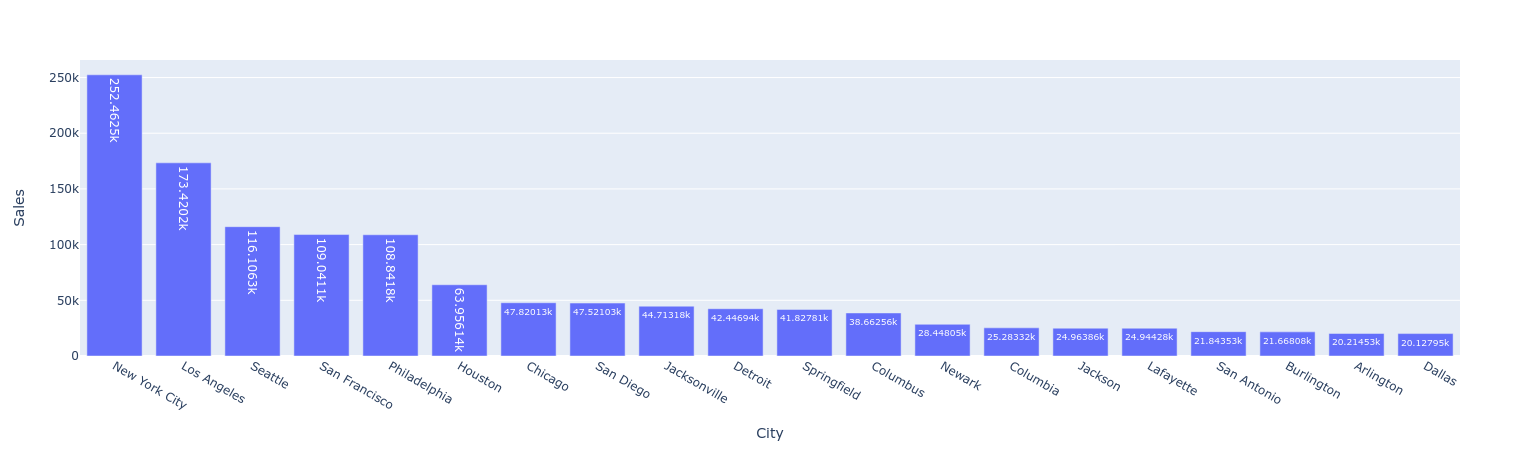 250k
200k
150k
100k
50k
0
Sales
252.4625k
173.4202k
116.1063k
109.0411k
108.8418k
63.95614k
47.82013k
47.52103k
44.71318k
42.44694k
41.82781k
38.66256k
28.44805k
25.28332k
24.96386k
24.94428k
21.84353k
21.66808k
20.21453k
20.12795k
New York City
Los Angeles
Seattle
San Francisco
Philadelphia
Houston
Chicago
San Diego
Jacksonville
Detroit
Springfield
Columbus
Newark
Columbia
Jackson
Lafayette
San Antonio
Burlington
Arlington
Dallas
City